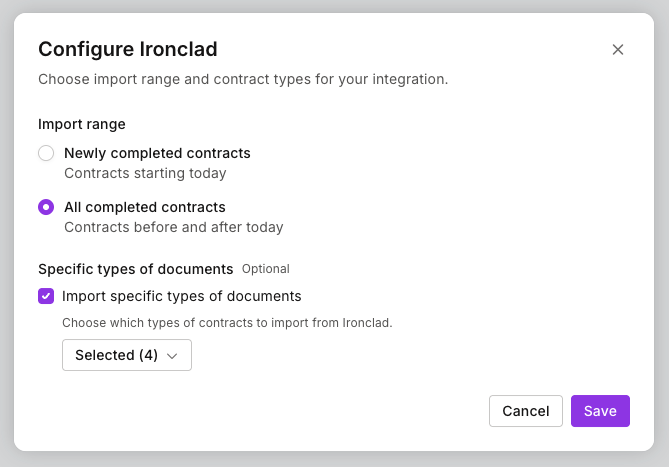 Configure Ironclad
Choose import range and contract types for your integration.
Import range
Newly completed contracts
Contracts starting today
All completed contracts
Contracts before and after today
Specific types of documents Optional
Import specific types of documents
Choose which types of contracts to import from Ironclad.
Selected (4)
Cancel Save